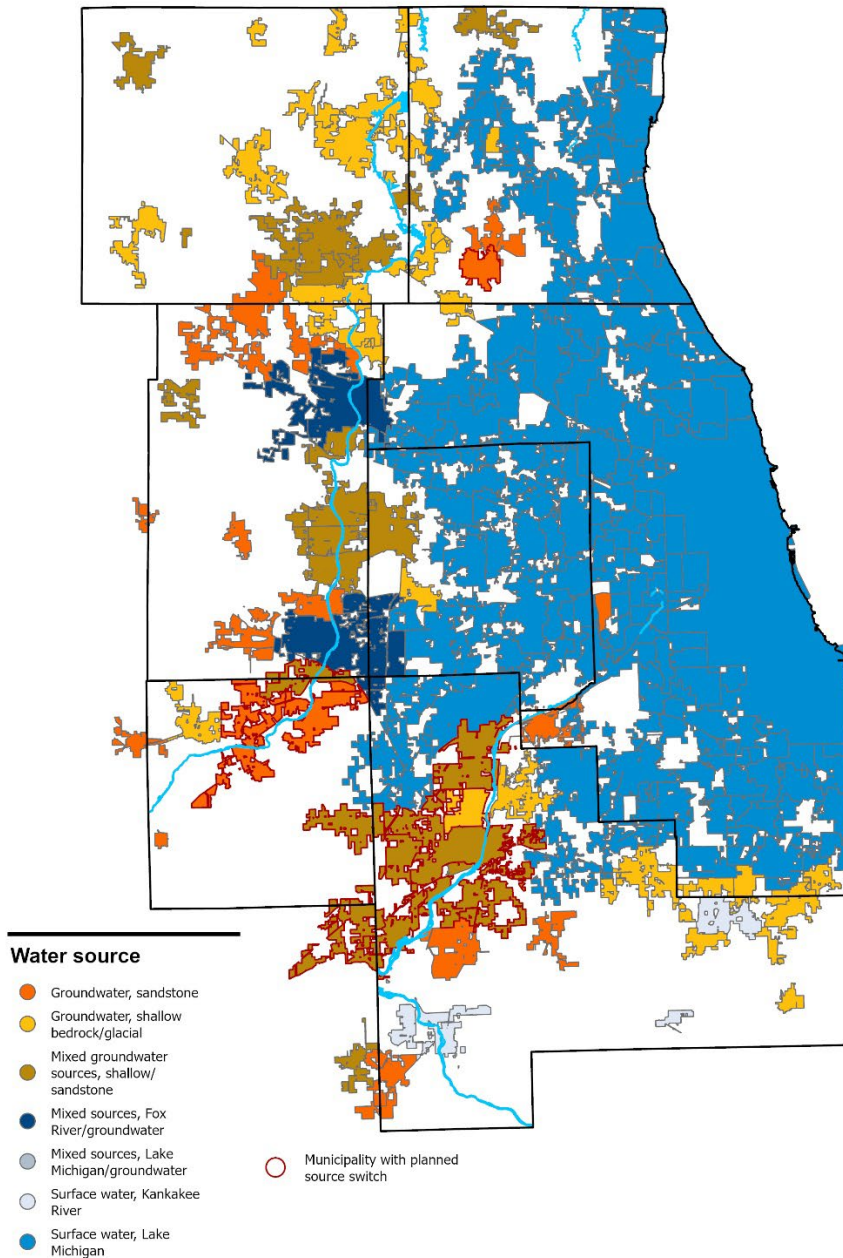 Water source
Groundwater, sandstone
Groundwater, shallow
bedrock/glacial
Mixed groundwater
sources, shallow/
sandstone
Mixed sources, Fox
River/groundwater
Mixed sources, Lake
Michigan/groundwater
Surface water, Kankakee
River
Surface water, Lake
Michigan
Municipality with planned
source switch